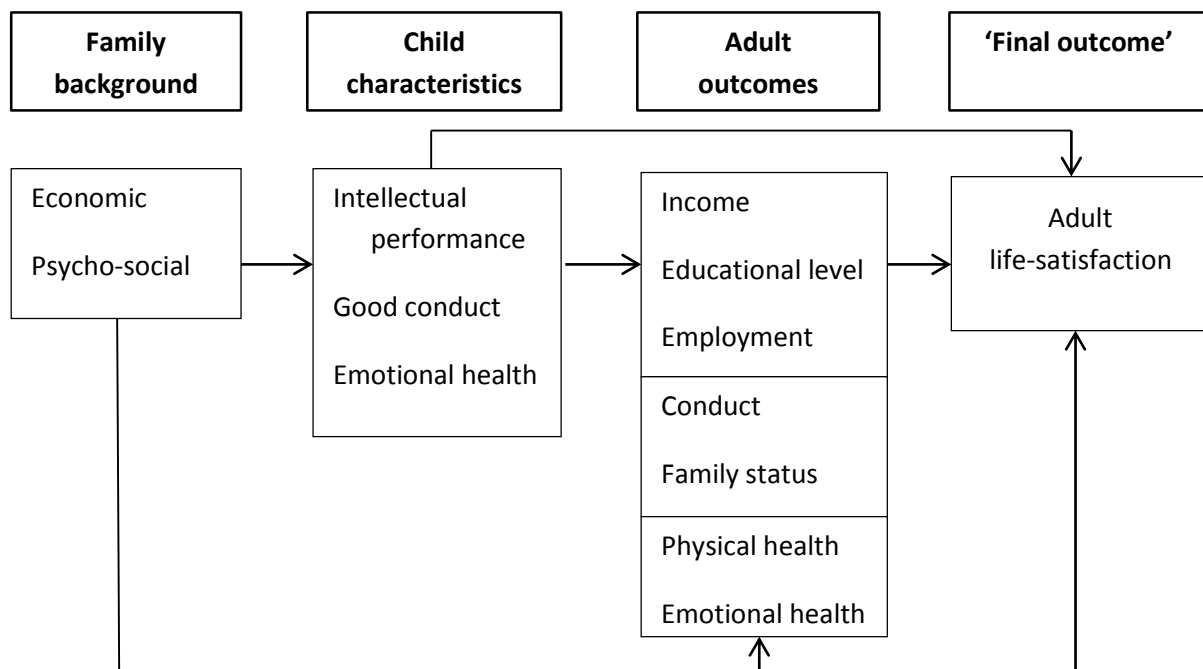 Family
background
Child
characteristics
Adult
outcomes
‘Final outcome’
Economic
Psycho-social
Intellectual
performance
Good conduct
Emotional health
Income
Educational level
Employment
Conduct
Family status
Physical health
Emotional health
Adult
life-satisfaction